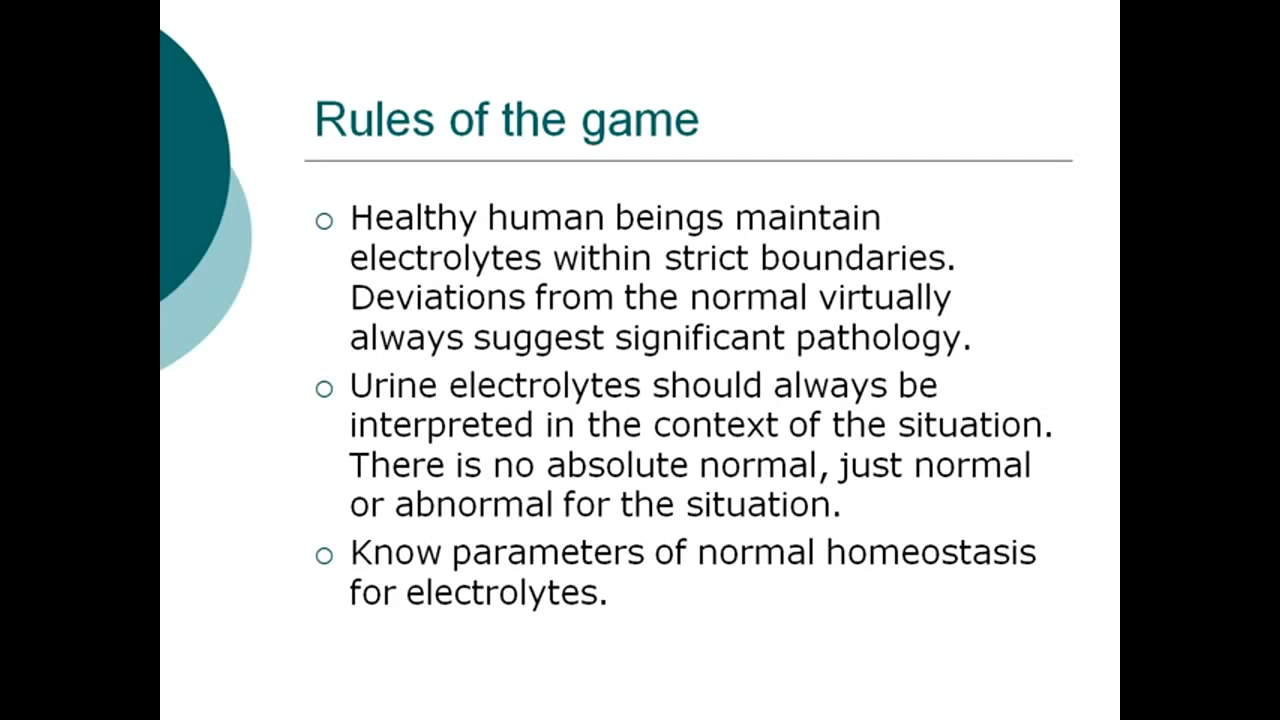 Rules of the game
Healthy human beings maintain
electrolytes within strict boundaries.
Deviations from the normal virtually
always suggest significant pathology.
Urine electrolytes should always be
interpreted in the context of the situation.
There is no absolute normal, just normal
or abnormal for the situation.
Know parameters of normal homeostasis
for electrolytes.